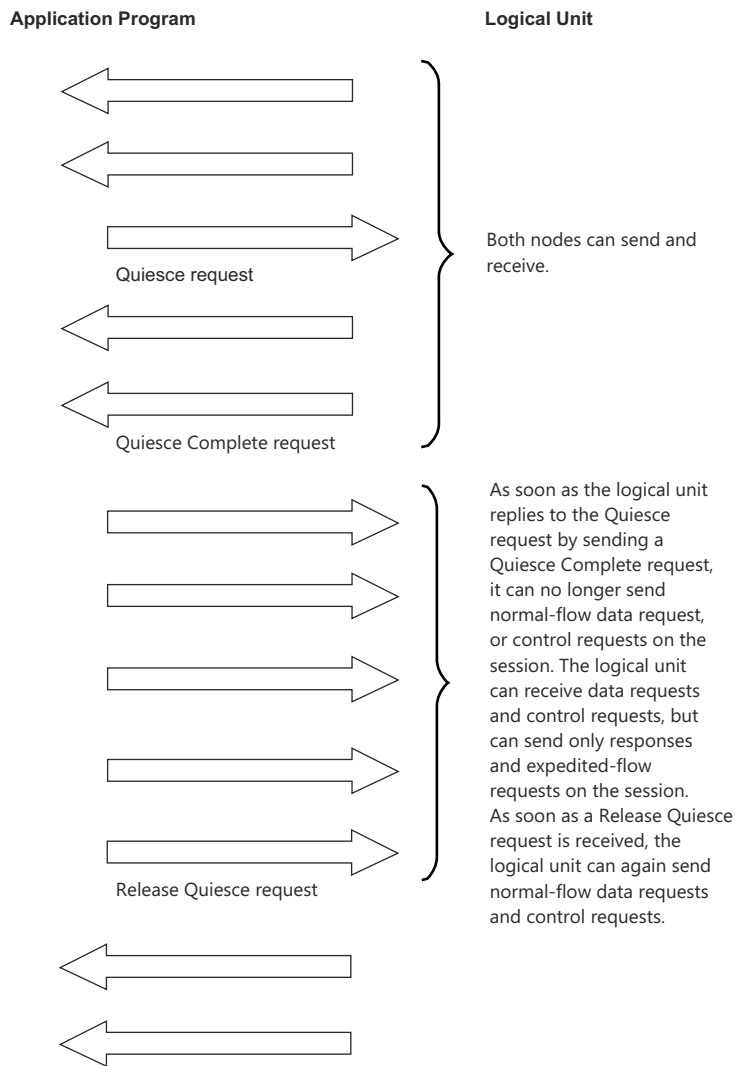 Application Program
Logical Unit
Both nodes can send and
receive.
Quiesce request
Quiesce Complete request
As soon as the logical unit
replies to the Quiesce
request by sending a
Quiesce Complete request,
it can no longer send
normal-flow data request,
or control requests on the
session. The logical unit
can receive data requests
and control requests, but
can send only responses
and expedited-flow
requests on the session.
As soon as a Release Quiesce
request is received, the
logical unit can again send
normal-flow data requests
and control requests.
Release Quiesce request